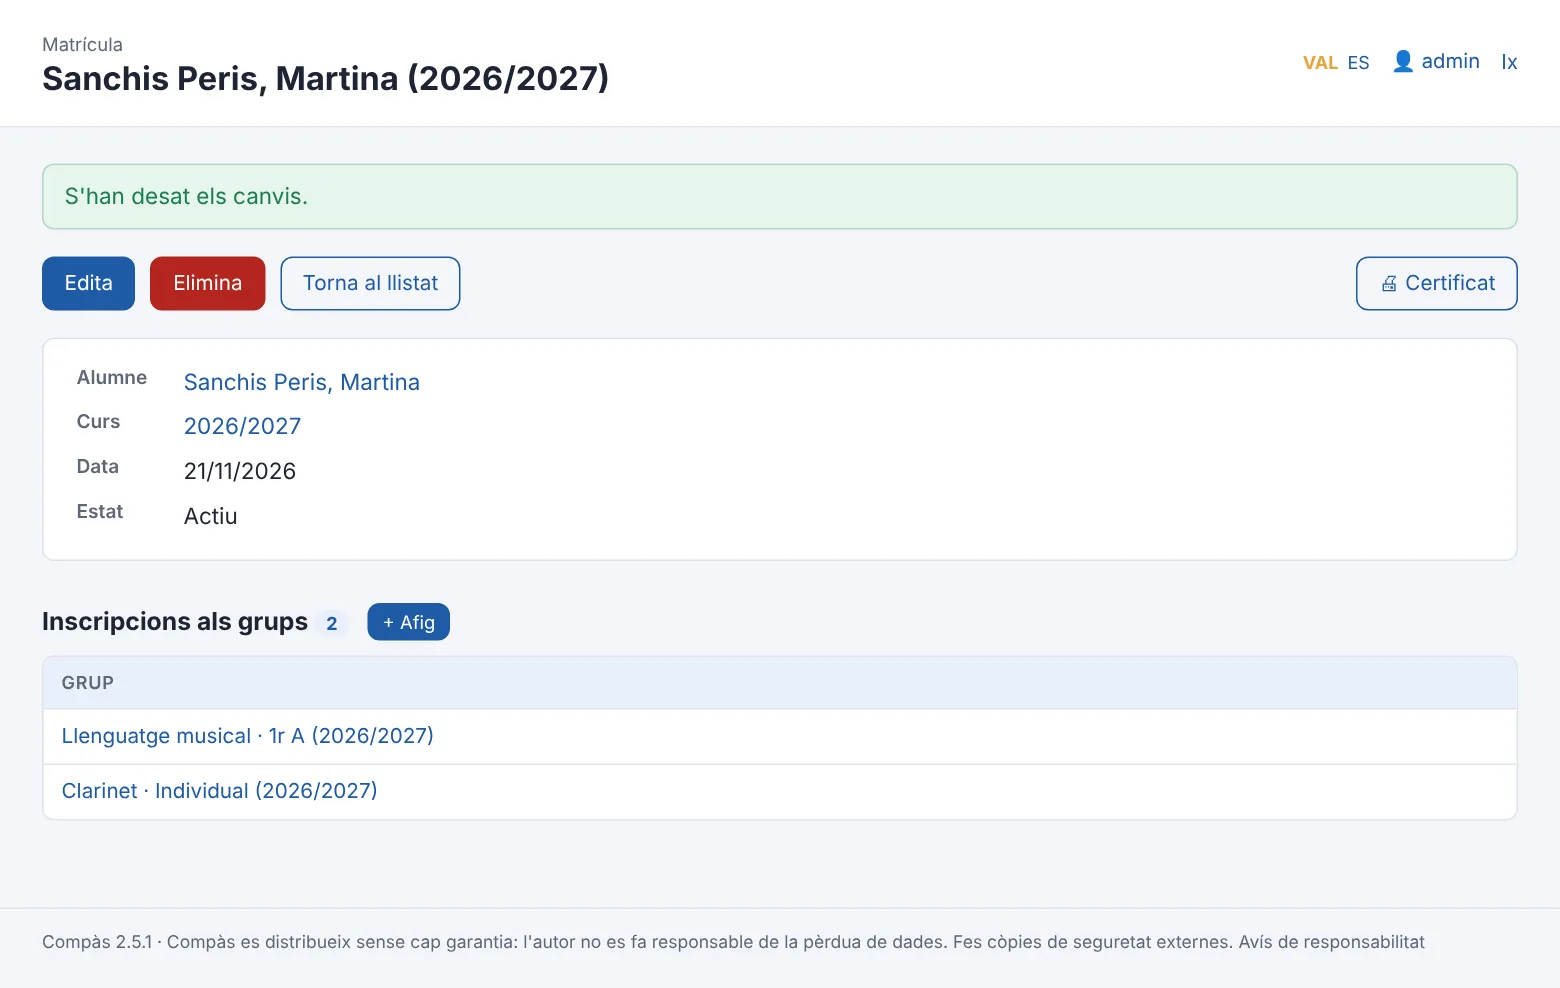 Matrícula
Sanchis Peris, Martina (2026/2027)
VAL ES 👤 admin Ix
S'han desat els canvis.
Edita Elimina Torna al llistat 🖨 Certificat
Alumne Sanchis Peris, Martina
Curs 2026/2027
Data 21/11/2026
Estat Actiu
Inscripcions als grups 2 + Afig
GRUP
Llenguatge musical · 1r A (2026/2027)
Clarinet · Individual (2026/2027)
Compàs 2.5.1 · Compàs es distribueix sense cap garantia: l'autor no es fa responsable de la pèrdua de dades. Fes còpies de seguretat externes. Avís de responsabilitat